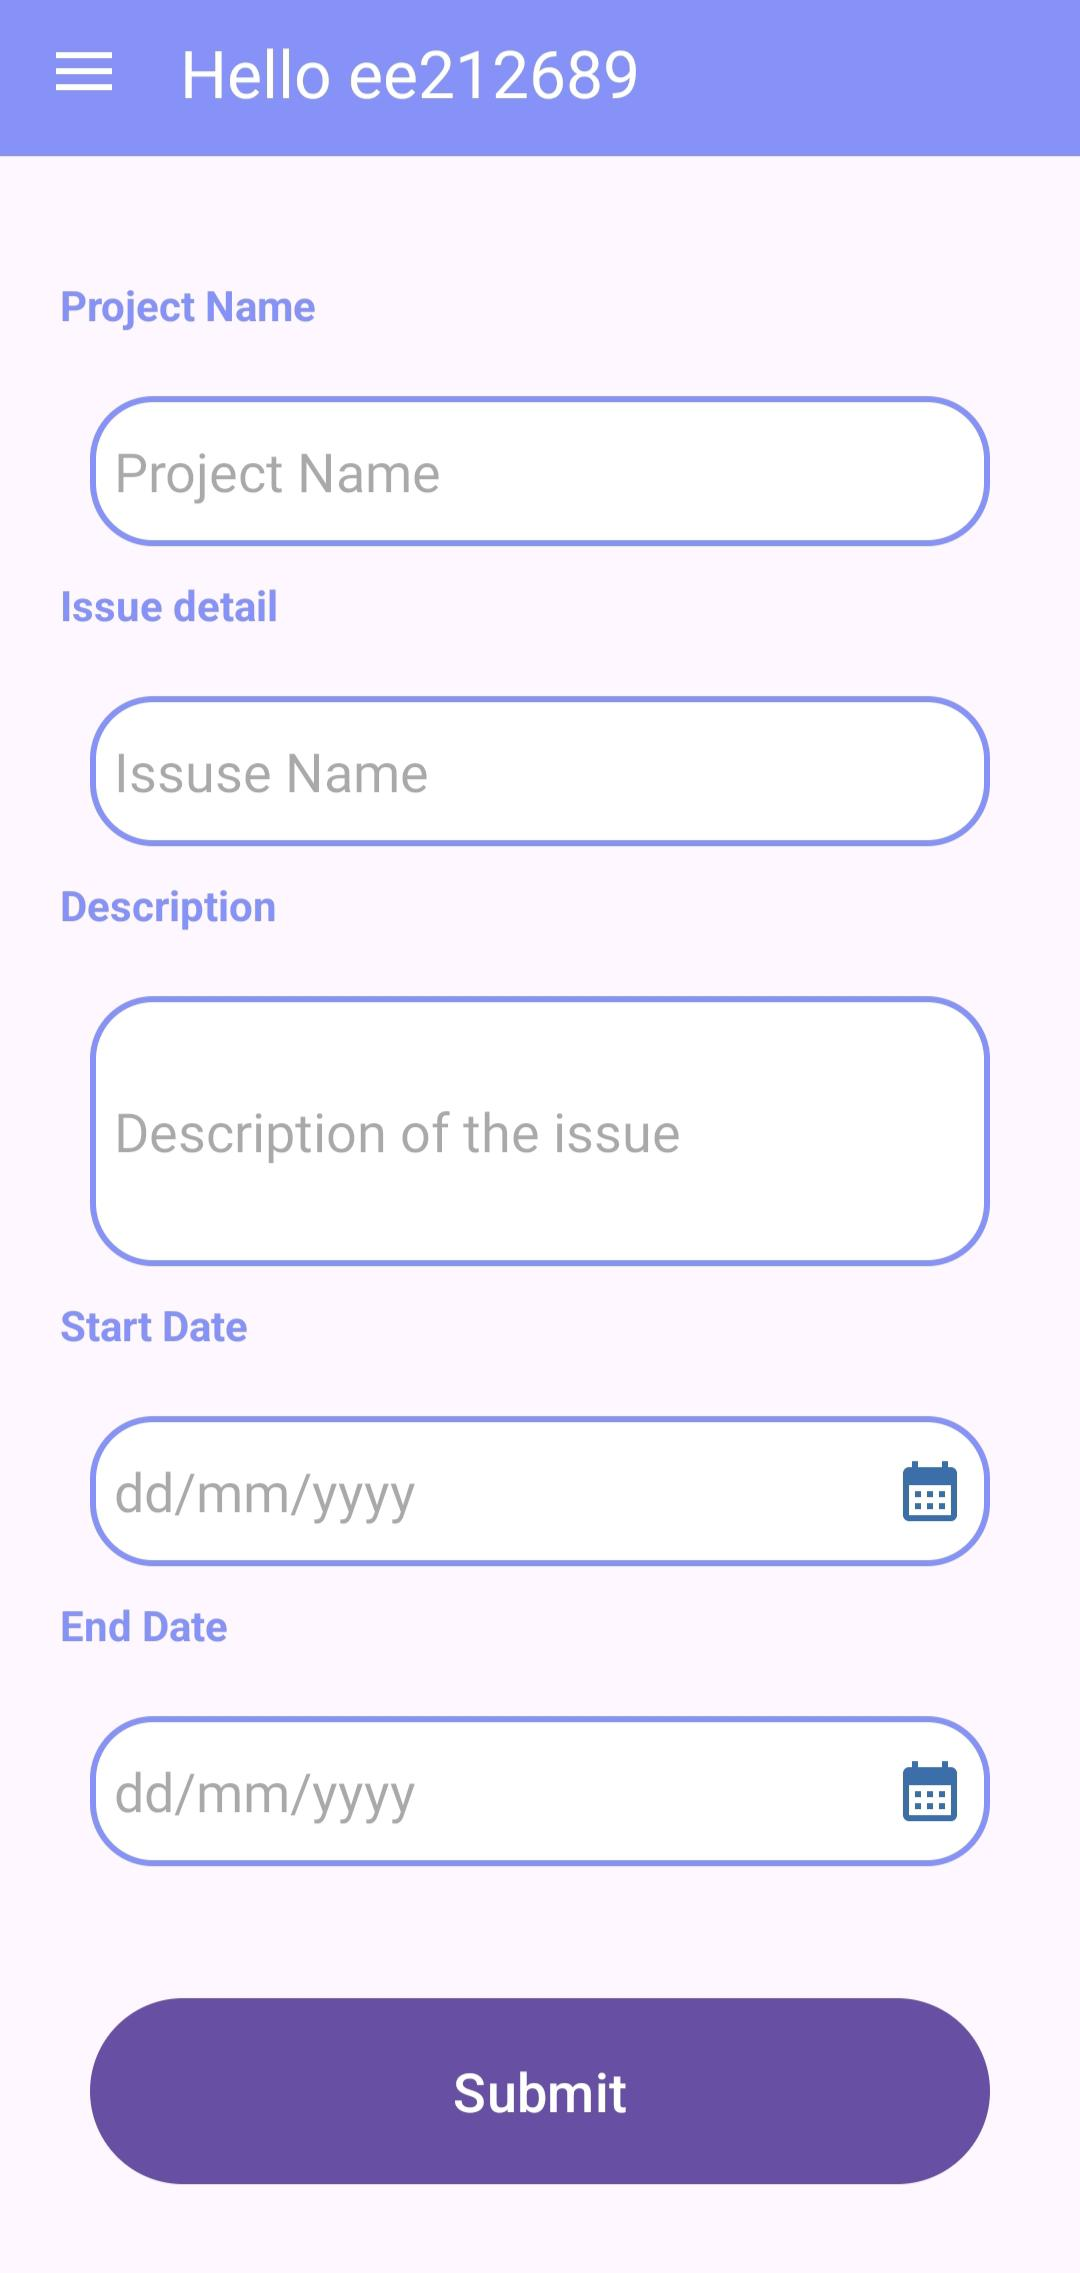 Hello ee212689
Project Name
Project Name
Issue detail
Issuse Name
Description
Description of the issue
Start Date
dd/mm/yyyy
End Date
dd/mm/yyyy
Submit